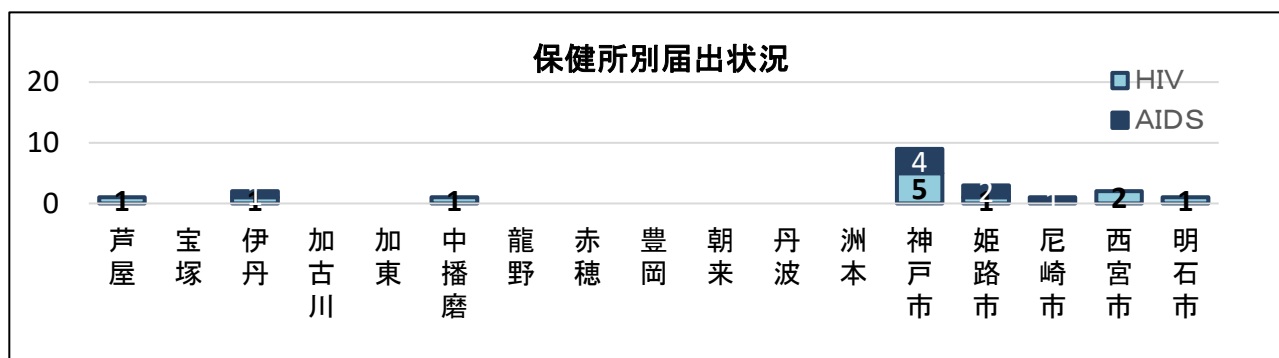 保健所別届出状況
20
10
0
HIV
AIDS
1
1
1
1
4
5
2
1
1
2
1
芦屋
宝塚
伊丹
加古川
加東
中播磨
龍野
赤穂
豊岡
朝来
丹波
洲本
神戸市
姫路市
尼崎市
西宮市
明石市